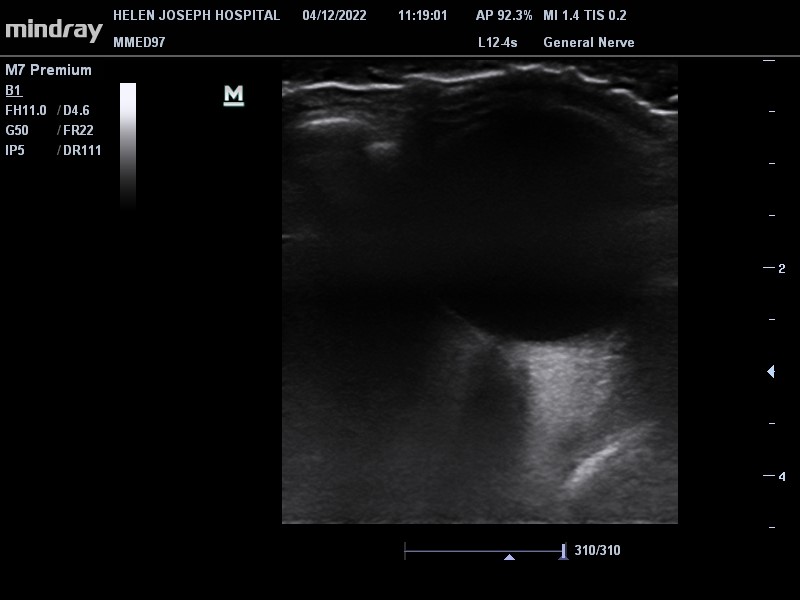 mindray
HELEN JOSEPH HOSPITAL 04/12/2022 11:19:01 AP 92.3% MI 1.4 TIS 0.2
MMED97 L12-4s General Nerve
M7 Premium
B1
FH11.0 /D4.6
G50 /FR22
IP5 /DR111
M
2
4
310/310